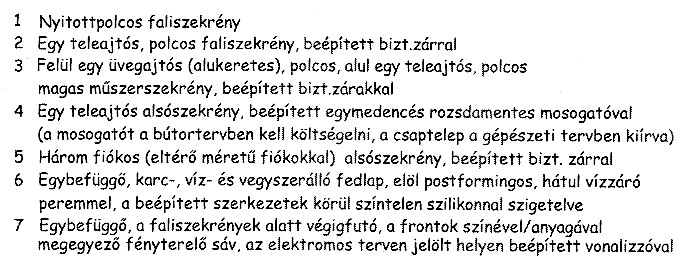 1 Nyitottpolcos faliszekrény
2 Egy teleajtós, polcos faliszekrény, beépített bizt.zárral
3 Felül egy üvegajtós (alukeretes), polcos, alul egy teleajtós, polcos
magas műszerszekrény, beépített bizt.zárakkal
4 Egy teleajtós alsószekrény, beépített egymedencés rozsdamentes mosogatóval
(a mosogatót a bútortervben kell költségelni, a csaptelep a gépészeti tervben kiírva)
5 Három fiókos (eltérő méretű fiókokkal) alsószekrény, beépített bizt. zárral
6 Egybefüggő, karc-, víz- és vegyszerálló fedlap, elöl postformingos, hátul vízzáró
peremmel, a beépített szerkezetek körül színtelen szilikonnal szigetelve
7 Egybefüggő, a faliszekrények alatt végigfutó, a frontok színével/anyagával
megegyező fényterelő sáv, az elektromos terven jelölt helyen beépített vonalizzóval